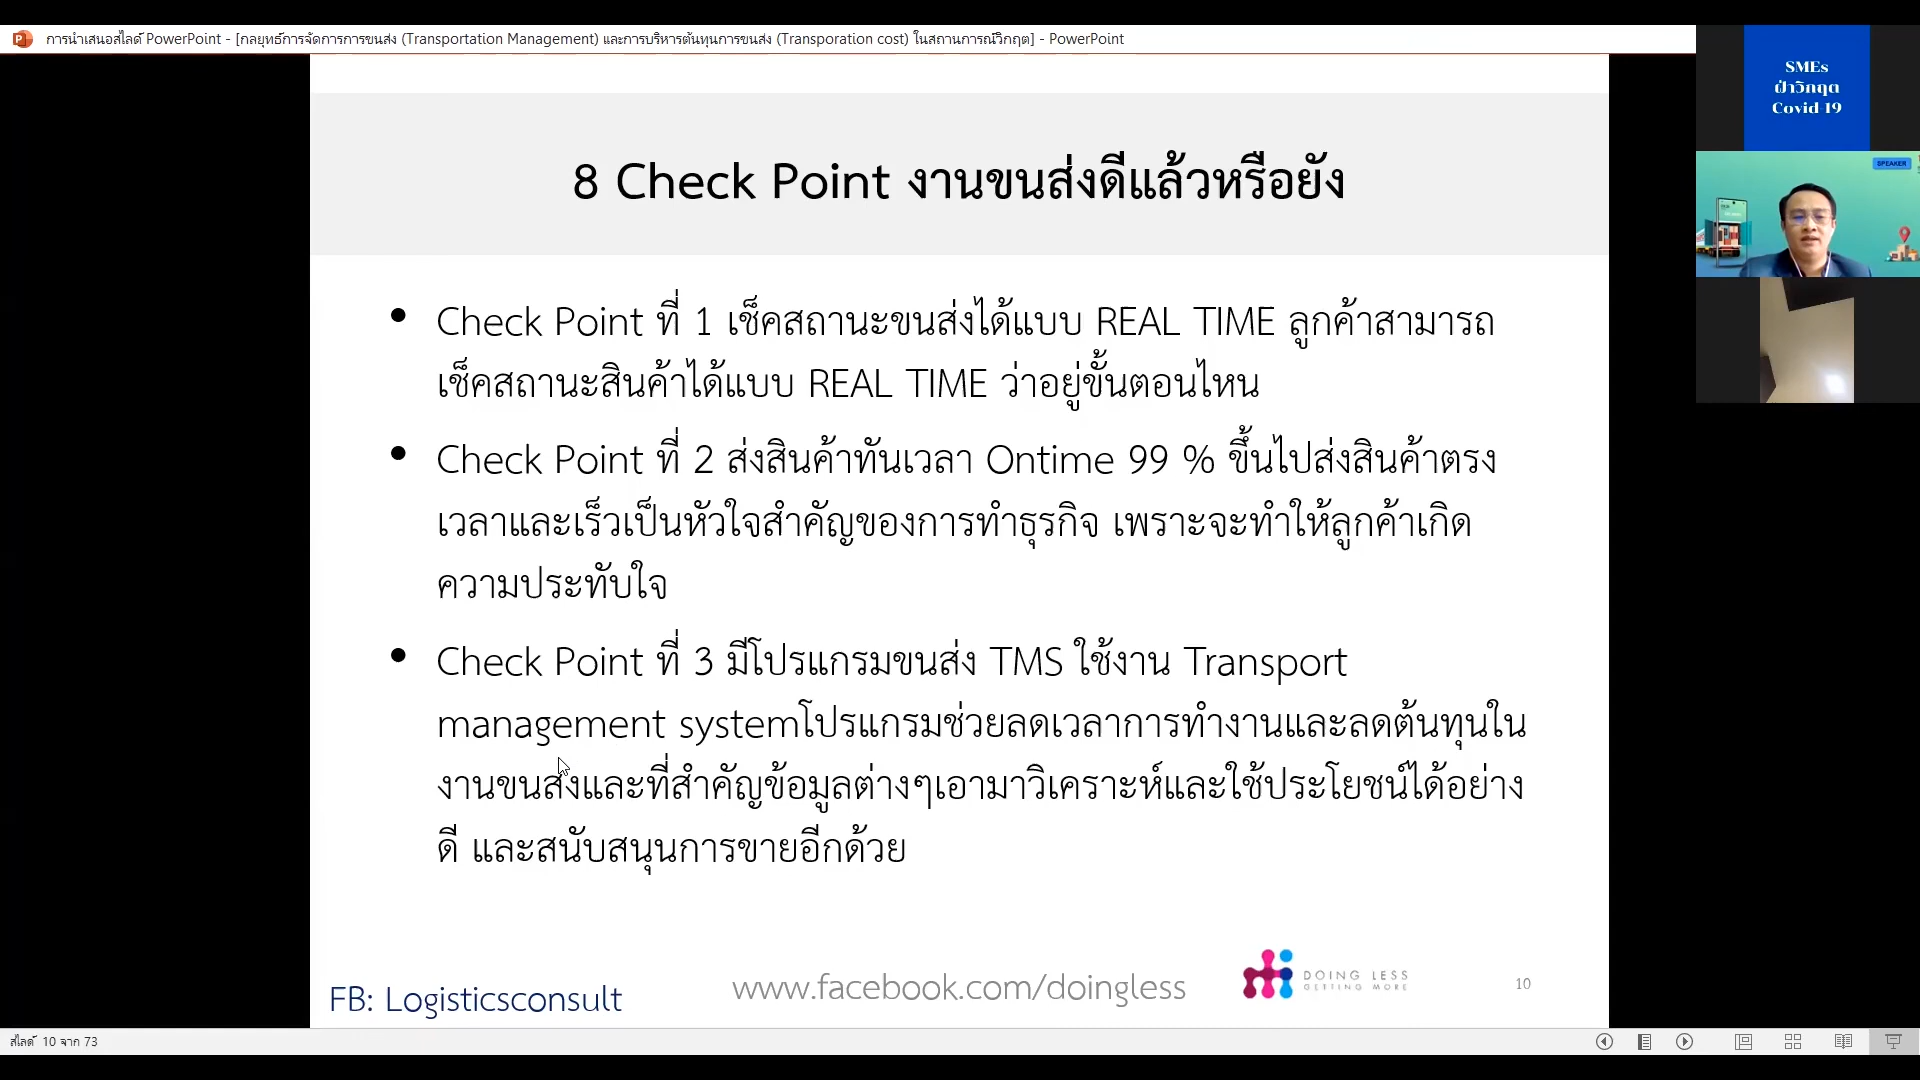 การนำเสนอสไลด์ PowerPoint - [กลยุทธ์การจัดการการขนส่ง (Transportation Management) และการบริหารต้นทุนการขนส่ง (Transporation cost) ในสถานการณ์วิกฤต] - PowerPoint
SMEs
ฝ่าวิกฤต
Covid-19
SPEAKER
8 Check Point งานขนส่งดีแล้วหรือยัง
• Check Point ที่ 1 เช็คสถานะขนส่งได้แบบ REAL TIME ลูกค้าสามารถ
เช็คสถานะสินค้าได้แบบ REAL TIME ว่าอยู่ขั้นตอนไหน
• Check Point ที่ 2 ส่งสินค้าทันเวลา Ontime 99 % ขึ้นไปส่งสินค้าตรง
เวลาและเร็วเป็นหัวใจสำคัญของการทำธุรกิจ เพราะจะทำให้ลูกค้าเกิด
ความประทับใจ
• Check Point ที่ 3 มีโปรแกรมขนส่ง TMS ใช้งาน Transport
management systemโปรแกรมช่วยลดเวลาการทำงานและลดต้นทุนใน
งานขนส่งและที่สำคัญข้อมูลต่างๆเอามาวิเคราะห์และใช้ประโยชน์ได้อย่าง
ดี และสนับสนุนการขายอีกด้วย
FB: Logisticsconsult
www.facebook.com/doingless
DOING LESS
GETTING MORE
10
สไลด์ 10 จาก 73